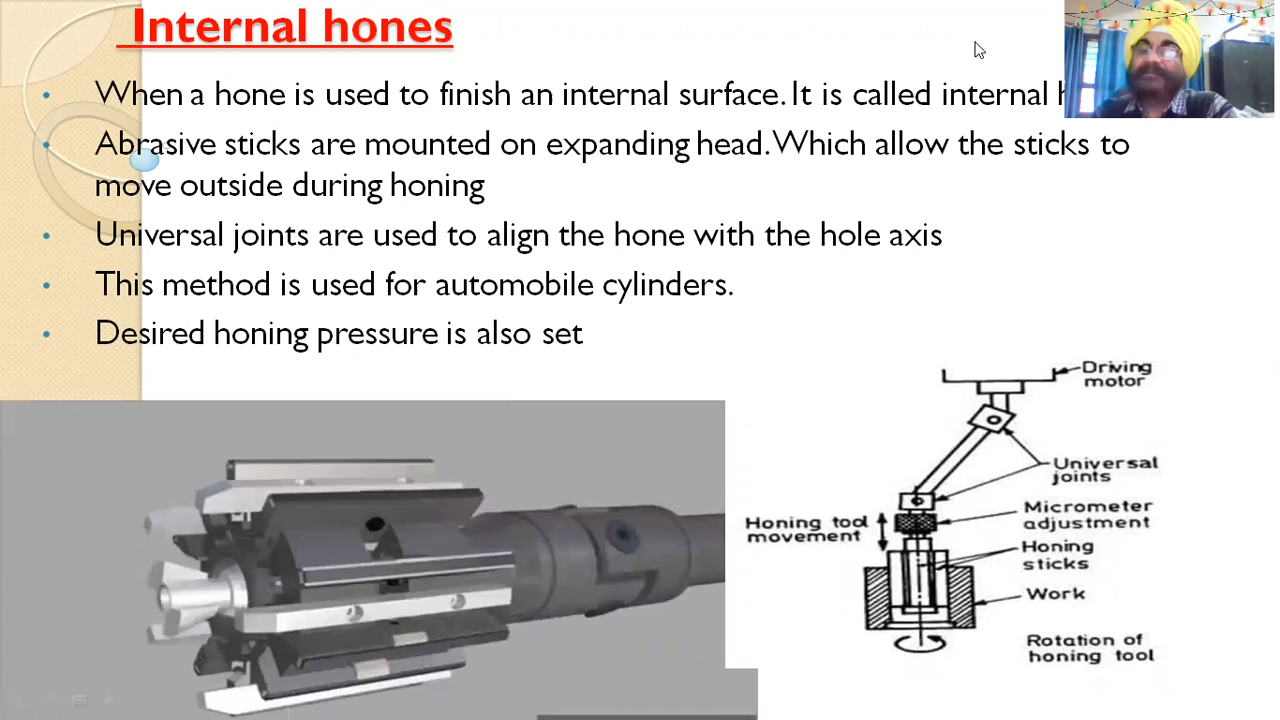 Internal hones
When a hone is used to finish an internal surface. It is called internal
Abrasive sticks are mounted on expanding head. Which allow the sticks to
move outside during honing
Universal joints are used to align the hone with the hole axis
This method is used for automobile cylinders.
Desired honing pressure is also set
Driving
motor
Universal
joints
Micrometer
adjustment
Honing tool
movement
Honing
sticks
Work
Rotation of
honing tool